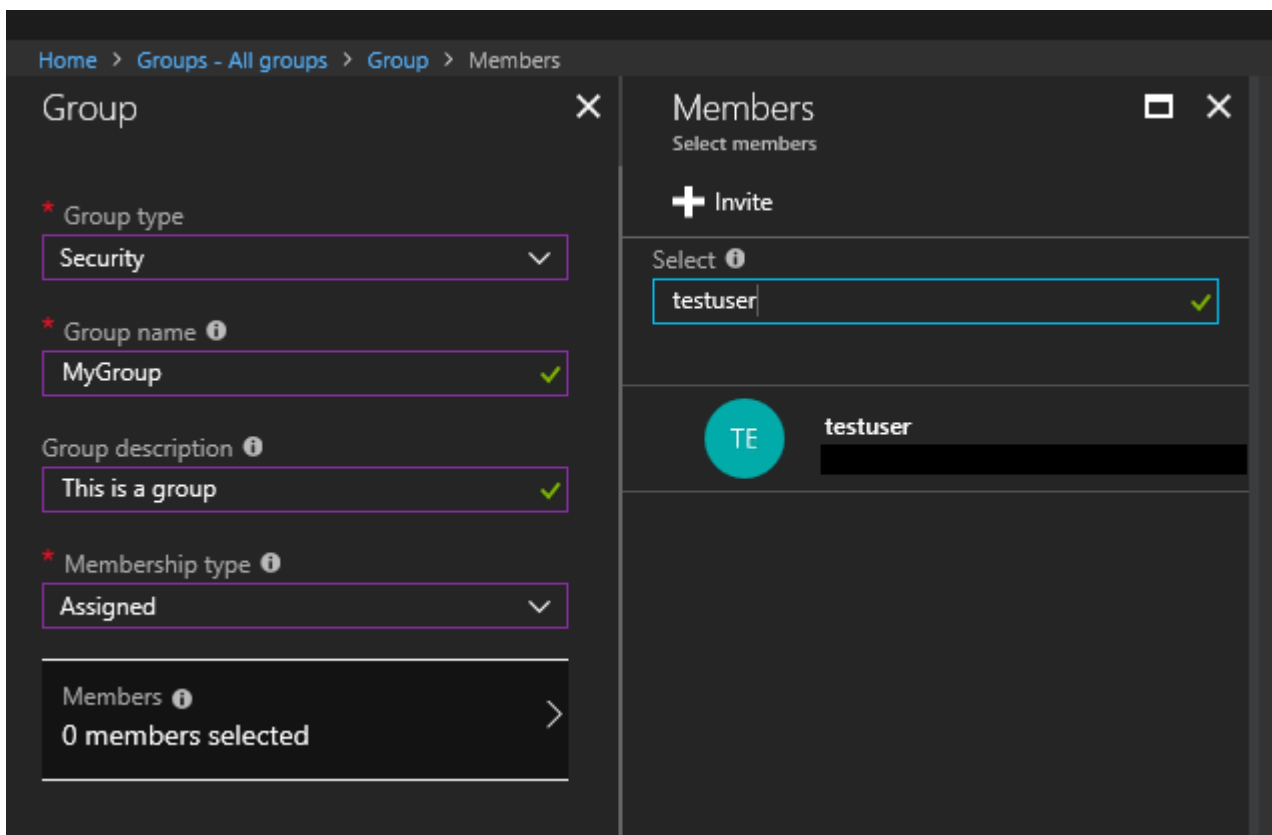 Home > Groups - All groups > Group > Members
Group
* Group type
Security
* Group name
MyGroup
Group description
This is a group
* Membership type
Assigned
Members
0 members selected
Members
Select members
Invite
Select
testuser
TE
testuser